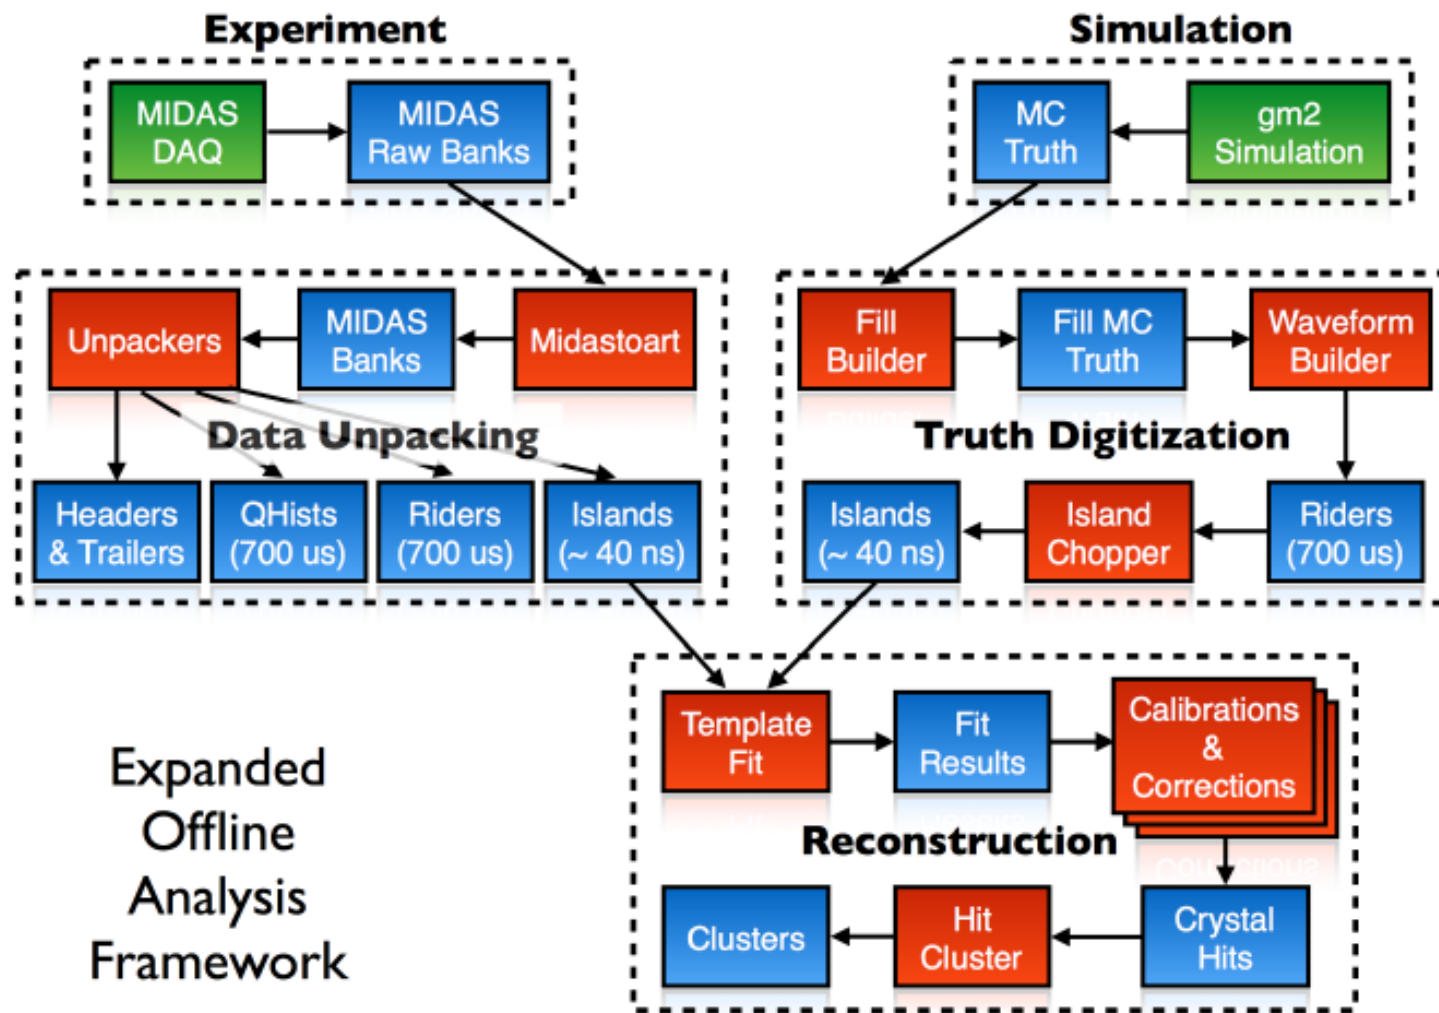 Experiment
Simulation
MIDAS
DAQ
MIDAS
Raw Banks
MC
Truth
gm2
Simulation
Unpackers
MIDAS
Banks
Midastoart
Fill
Builder
Fill MC
Truth
Waveform
Builder
Data Unpacking
Truth Digitization
Headers
& Trailers
QHists
(700 us)
Riders
(700 us)
Islands
(~ 40 ns)
Islands
(~ 40 ns)
Island
Chopper
Riders
(700 us)
Template
Fit
Fit
Results
Calibrations
&
Corrections
Reconstruction
Clusters
Hit
Cluster
Crystal
Hits
Expanded
Offline
Analysis
Framework